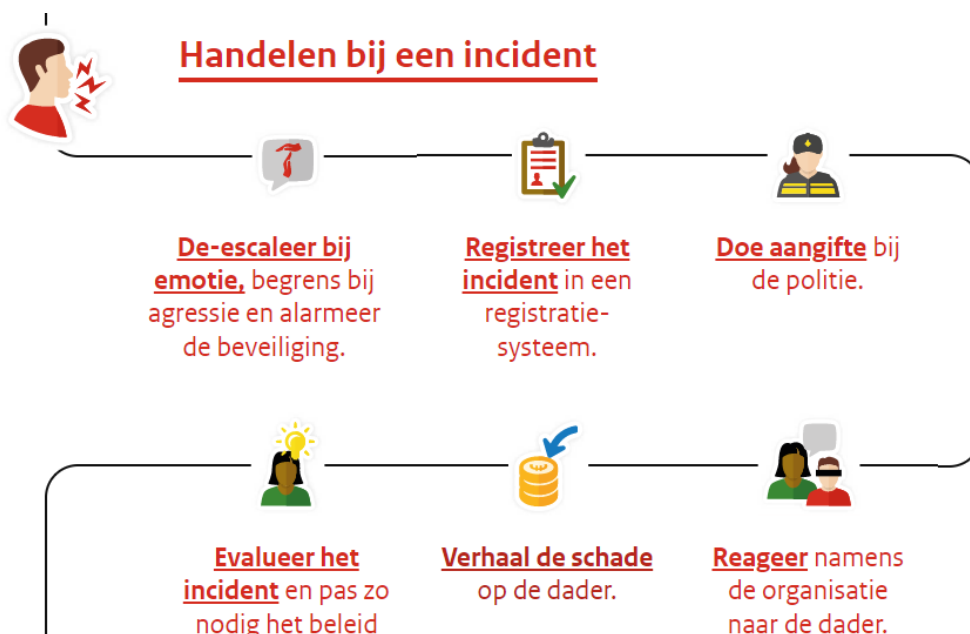 Handelen bij een incident
De-escaleer bij
emotie, begrens bij
agressie en alarmeer
de beveiliging.
Registreer het
incident in een
registratie-
systeem.
Doe aangifte bij
de politie.
Evalueer het
incident en pas zo
nodig het beleid
Verhaal de schade
op de dader.
Reageer namens
de organisatie
naar de dader.